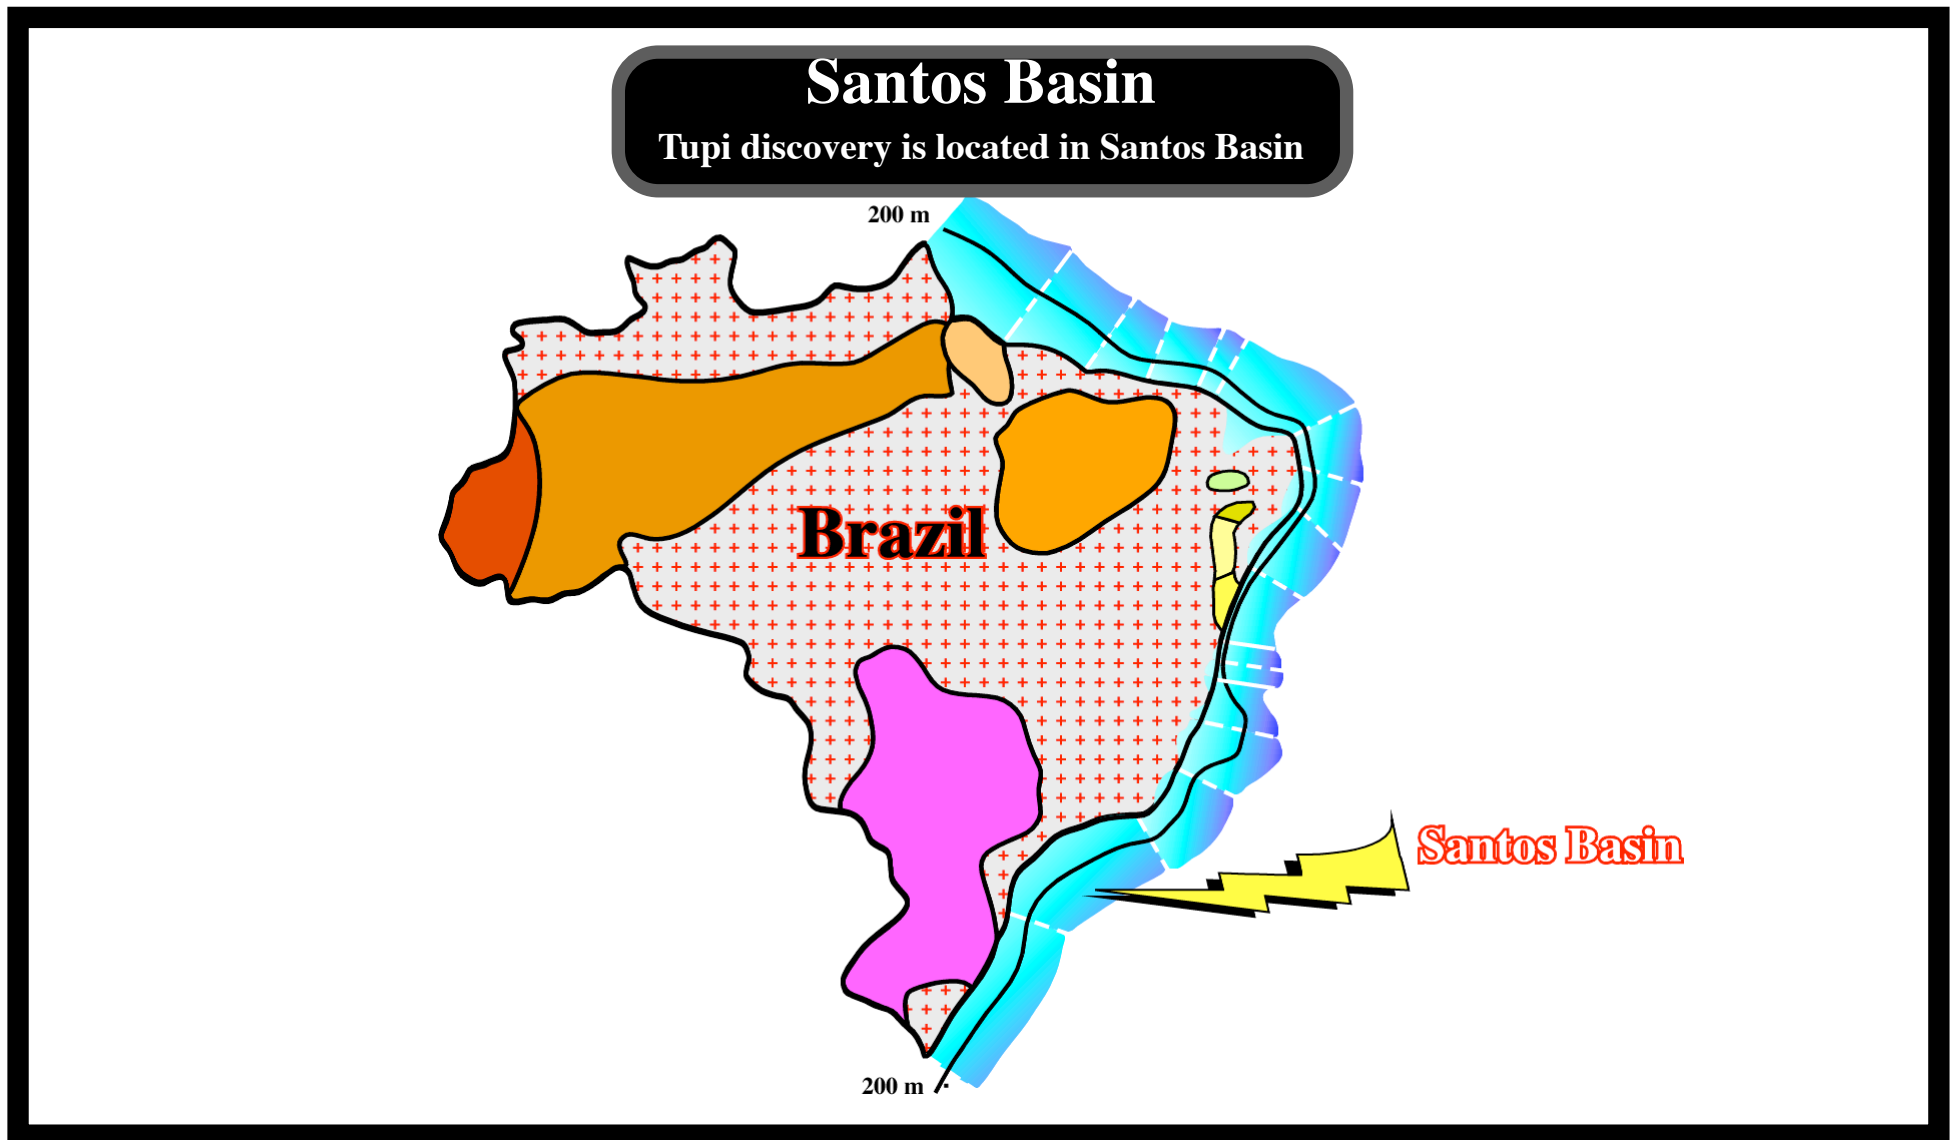 Santos Basin
Tupi discovery is located in Santos Basin
200 m
Brazil
Santos Basin
200 m